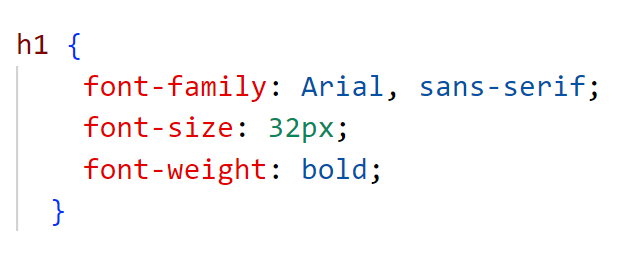 h1 {
font-family: Arial, sans-serif;
font-size: 32px;
font-weight: bold;
}